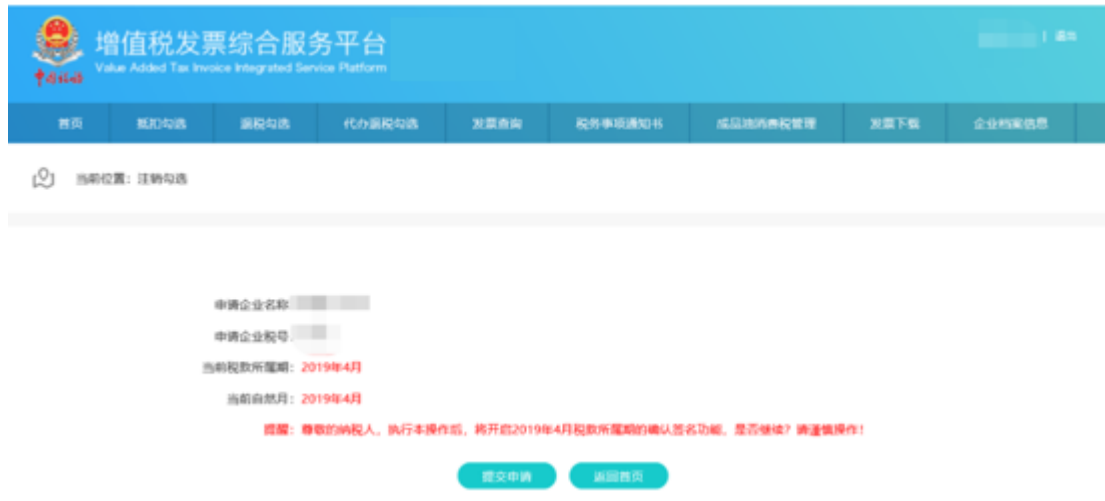 增值税发票综合服务平台
Value Added Tax Invoice Integrated Service Platform
中国税务
| 退出
首页 抵扣勾选 退税勾选 代办退税勾选 发票查询 税务事项通知书 成品油消费税管理 发票下载 企业档案信息
当前位置：注销勾选
申请企业名称
申请企业税号
当前税款所属期：2019年4月
当前自然月：2019年4月
提醒：尊敬的纳税人，执行本操作后，将开启2019年4月税款所属期的确认签名功能，是否继续？请谨慎操作！
提交申请 返回首页